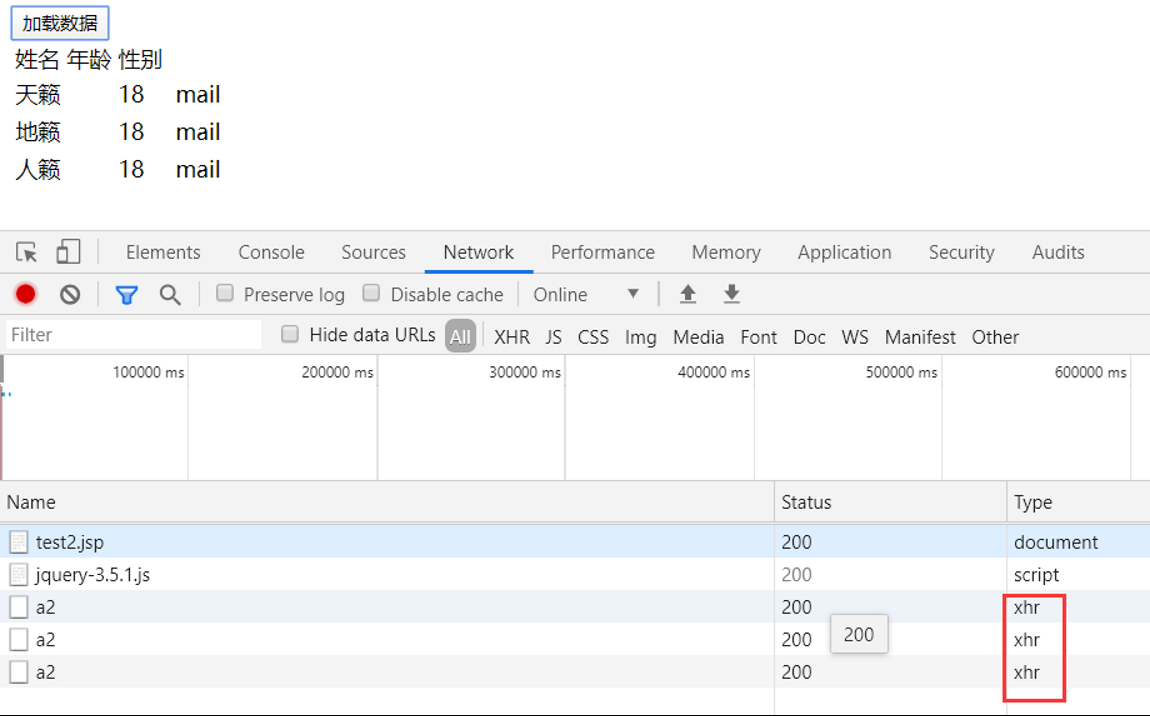 加载数据
姓名 年龄 性别
天籁 18 mail
地籁 18 mail
人籁 18 mail
Elements Console Sources Network Performance Memory Application Security Audits
Preserve log Disable cache Online ▼
Filter Hide data URLs All XHR JS CSS Img Media Font Doc WS Manifest Other
100000 ms 200000 ms 300000 ms 400000 ms 500000 ms 600000 ms
Name Status Type
test2.jsp 200 document
jquery-3.5.1.js 200 script
a2 200 xhr
a2 200 200 xhr
a2 200 xhr